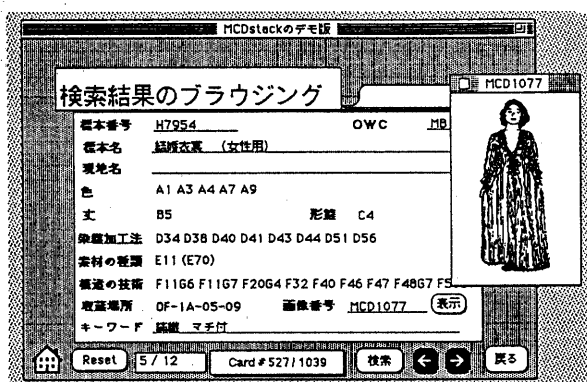 MCDstackのデモ版
検索結果のブラウジング
MCD1077
標本番号 H7954 OWC MB
標本名 結婚衣裳 (女性用)
現地名
色 A1 A3 A4 A7 A9
丈 B5 形態 C4
染織加工法 D34 D38 D40 D41 D43 D44 D51 D56
素材の種類 E11 (E70)
構造の技術 F11G6 F11G7 F20G4 F32 F40 F46 F47 F48G7
収蔵場所 OF-1A-05-09 画像番号 MCD1077 表示
キーワード マチ付
Reset 5 / 12 Card # 527 / 1039 検索 戻る